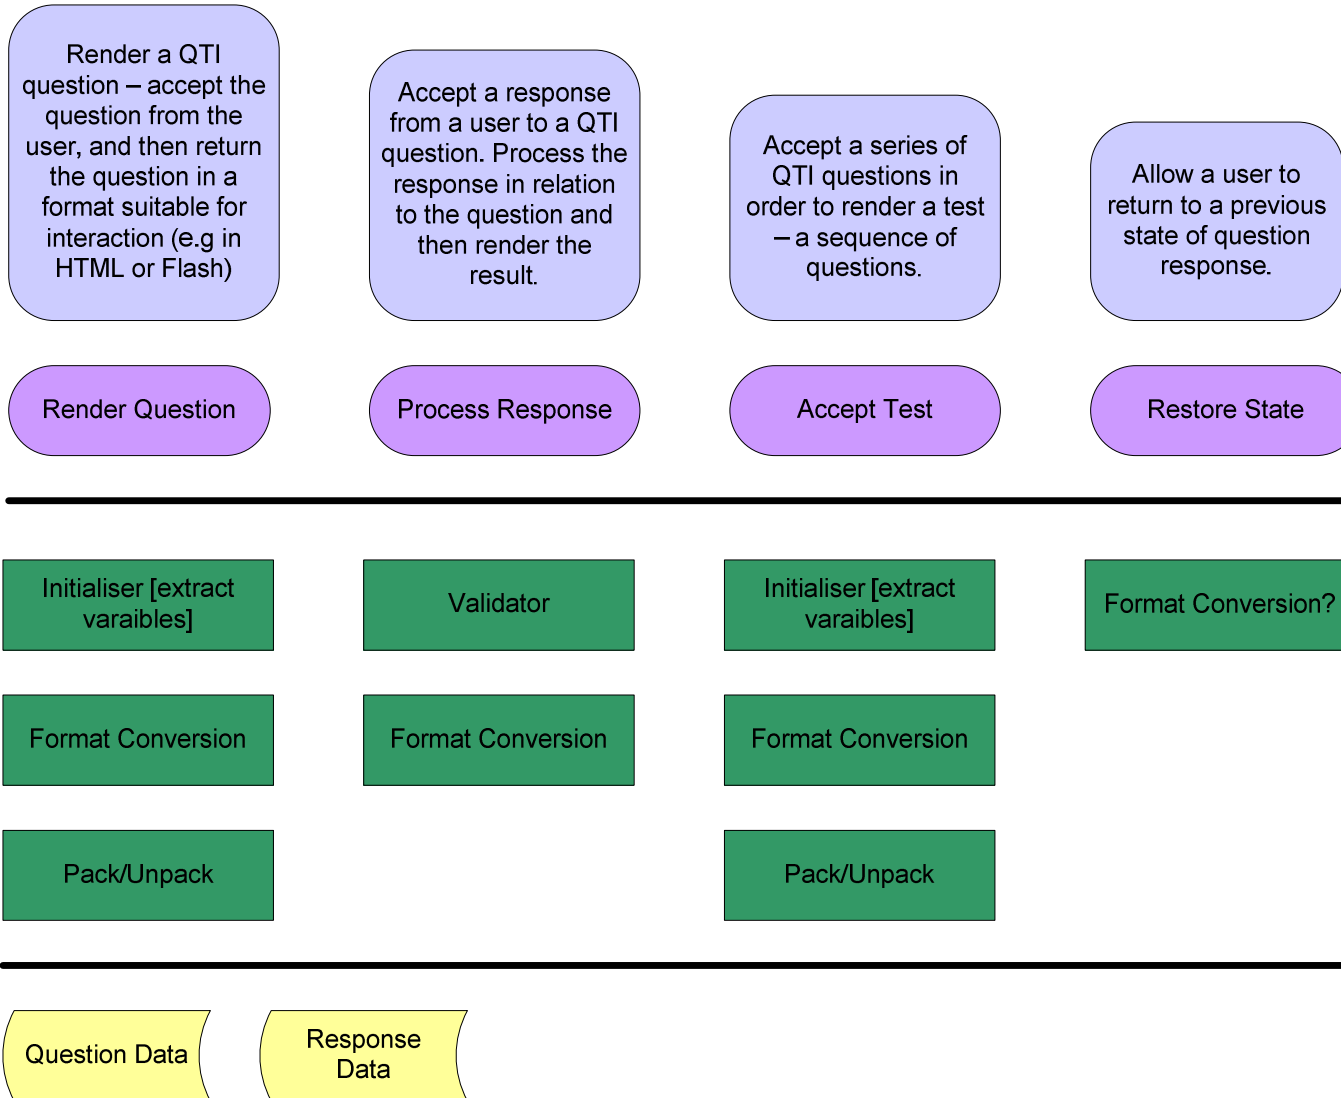 Render a QTI
question – accept the
question from the
user, and then return
the question in a
format suitable for
interaction (e.g in
HTML or Flash)
Accept a response
from a user to a QTI
question. Process the
response in relation
to the question and
then render the
result.
Accept a series of
QTI questions in
order to render a test
– a sequence of
questions.
Allow a user to
return to a previous
state of question
response.
Render Question
Process Response
Accept Test
Restore State
Initialiser [extract
varaibles]
Validator
Initialiser [extract
varaibles]
Format Conversion?
Format Conversion
Format Conversion
Format Conversion
Pack/Unpack
Pack/Unpack
Question Data
Response
Data